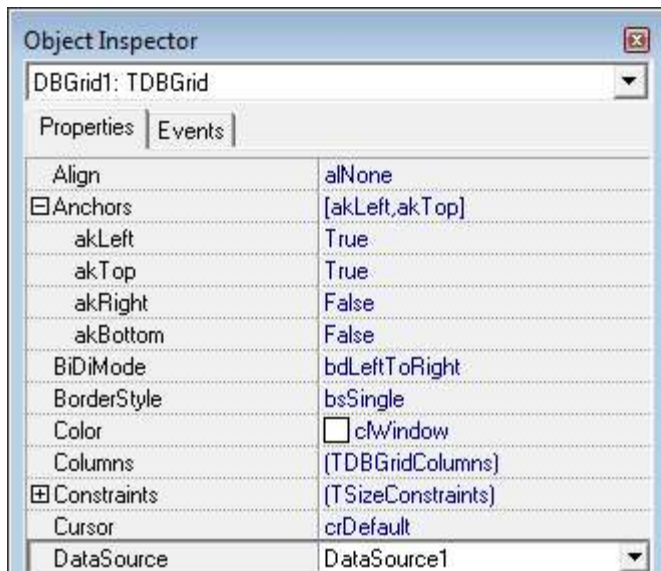 Object Inspector
DBGrid1: TDBGrid
Properties Events
Align alNone
Anchors [akLeft,akTop]
akLeft True
akTop True
akRight False
akBottom False
BiDiMode bdLeftToRight
BorderStyle bsSingle
Color clWindow
Columns (TDBGridColumns)
Constraints (TSizeConstraints)
Cursor crDefault
DataSource DataSource1